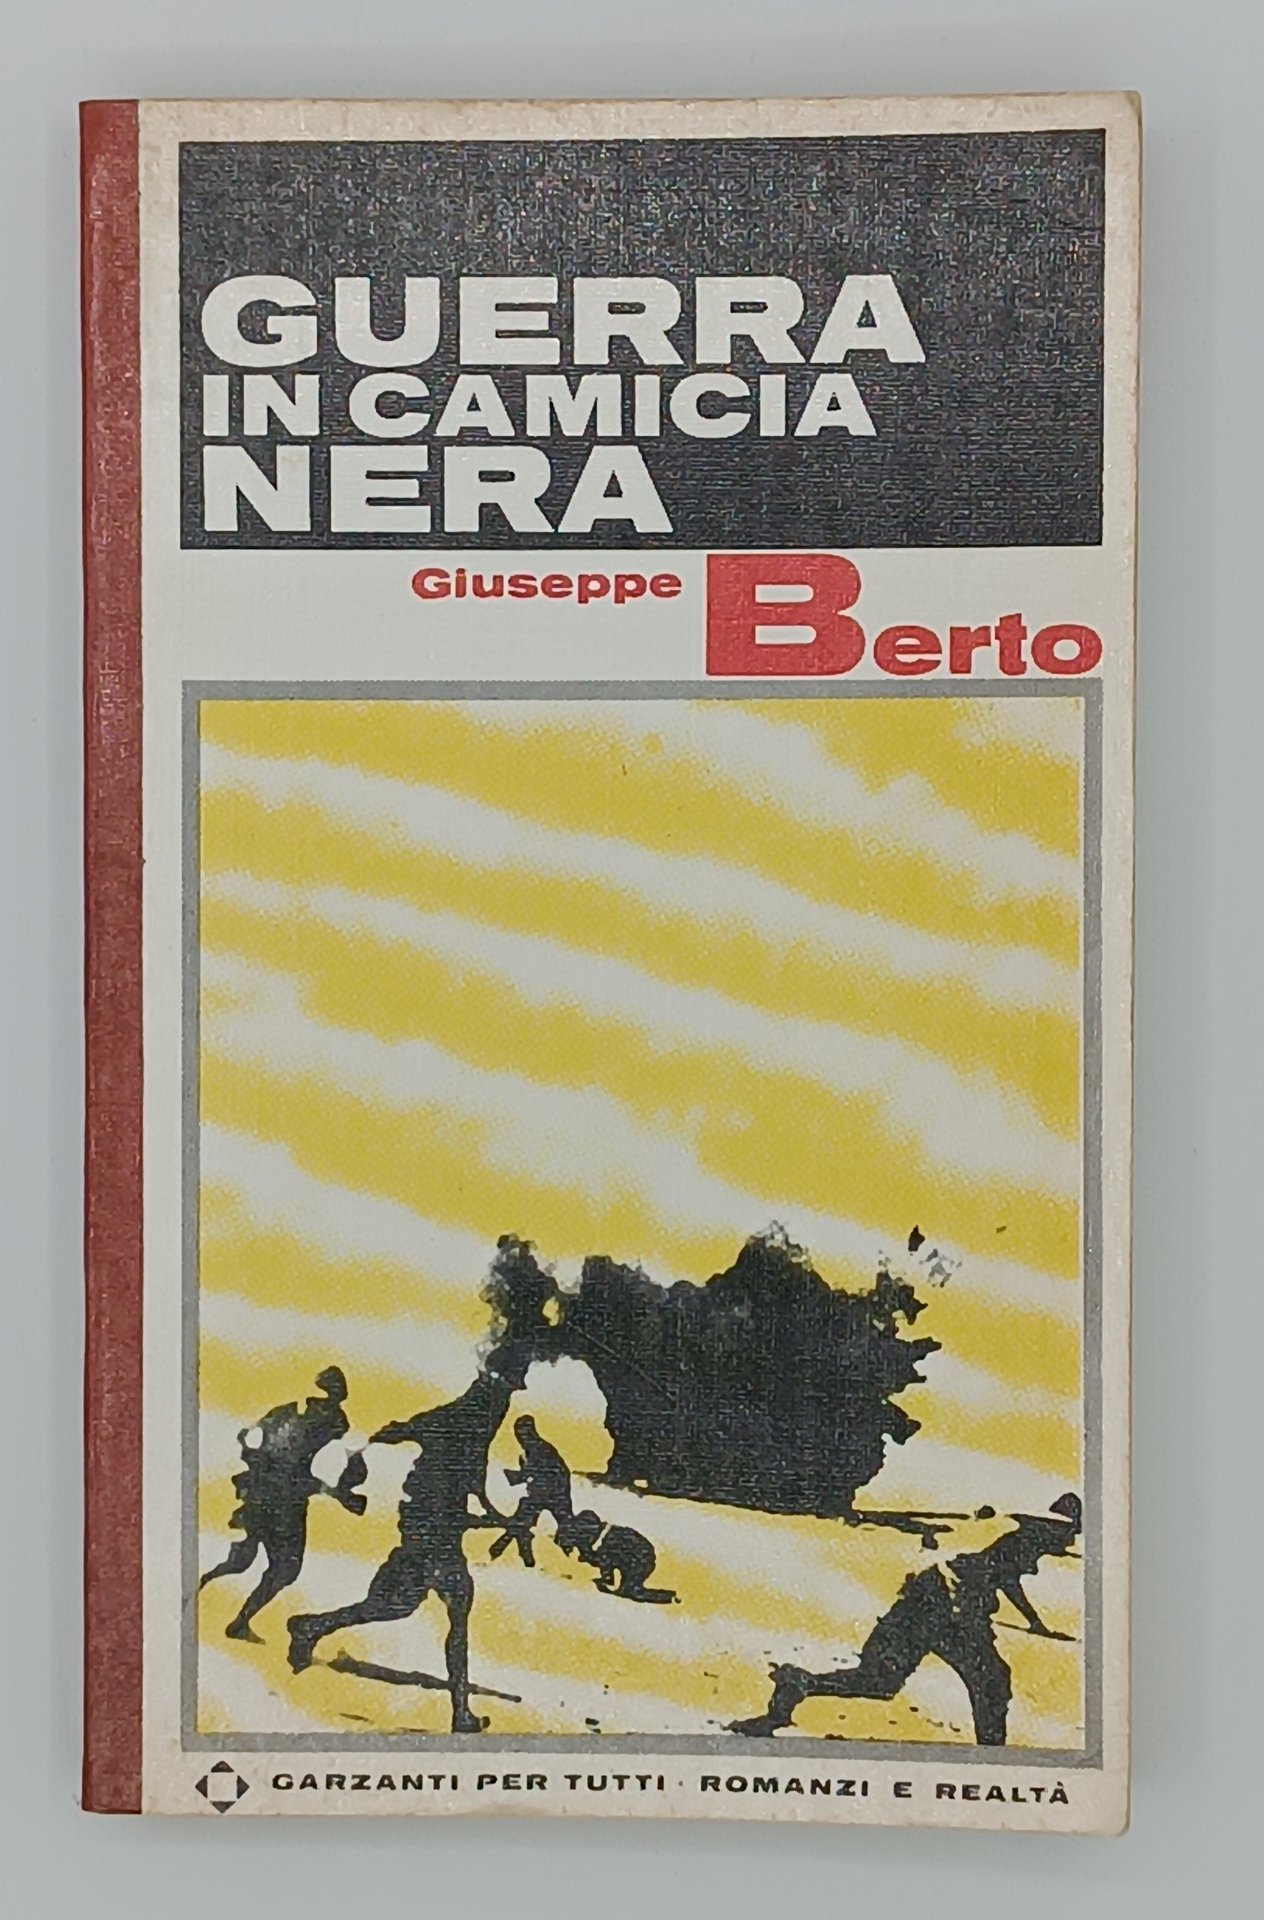 GUERRA
IN CAMICIA
NERA
Giuseppe Berto
GARZANTI PER TUTTI · ROMANZI E REALTÀ